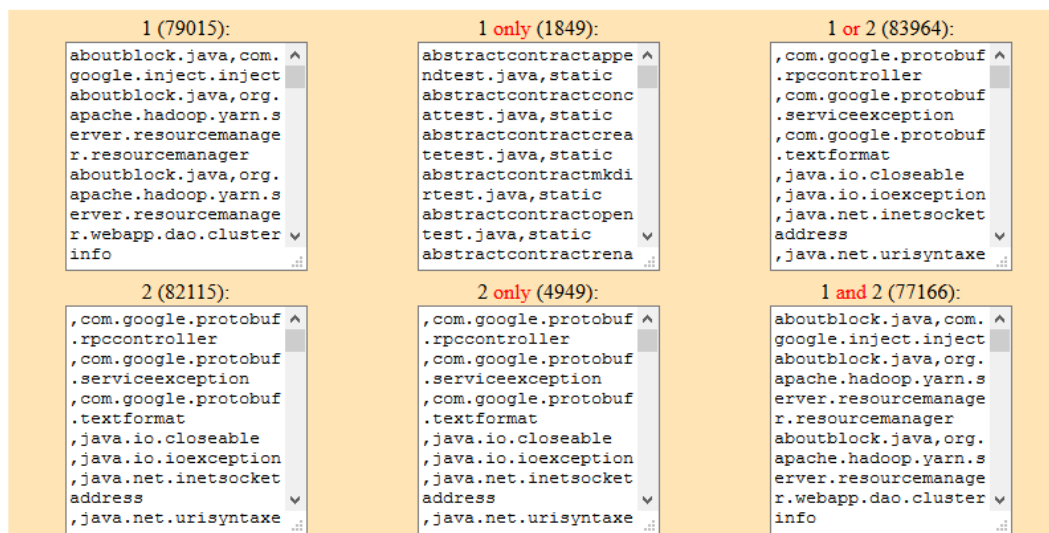 1 (79015):
aboutblock.java,com.
google.inject.inject
aboutblock.java,org.
apache.hadoop.yarn.s
erver.resourcemanage
r.resourcemanager
aboutblock.java,org.
apache.hadoop.yarn.s
erver.resourcemanage
r.webapp.dao.cluster
info
1 only (1849):
abstractcontractappe
ndtest.java,static
abstractcontractconc
attest.java,static
abstractcontractcrea
tetest.java,static
abstractcontractmkdi
rtest.java,static
abstractcontractopen
test.java,static
abstractcontractrena
1 or 2 (83964):
,com.google.protobuf
.rpccontroller
,com.google.protobuf
.serviceexception
,com.google.protobuf
.textformat
,java.io.closeable
,java.io.ioexception
,java.net.inetsocket
address
,java.net.urisyntaxe
2 (82115):
,com.google.protobuf
.rpccontroller
,com.google.protobuf
.serviceexception
,com.google.protobuf
.textformat
,java.io.closeable
,java.io.ioexception
,java.net.inetsocket
address
,java.net.urisyntaxe
2 only (4949):
,com.google.protobuf
.rpccontroller
,com.google.protobuf
.serviceexception
,com.google.protobuf
.textformat
,java.io.closeable
,java.io.ioexception
,java.net.inetsocket
address
,java.net.urisyntaxe
1 and 2 (77166):
aboutblock.java,com.
google.inject.inject
aboutblock.java,org.
apache.hadoop.yarn.s
erver.resourcemanage
r.resourcemanager
aboutblock.java,org.
apache.hadoop.yarn.s
erver.resourcemanage
r.webapp.dao.cluster
info